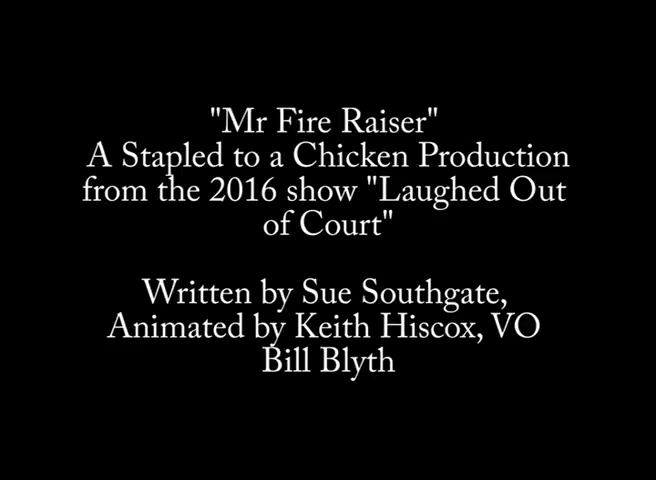 "Mr Fire Raiser"
A Stapled to a Chicken Production
from the 2016 show "Laughed Out
of Court"
Written by Sue Southgate,
Animated by Keith Hiscox, VO
Bill Blyth